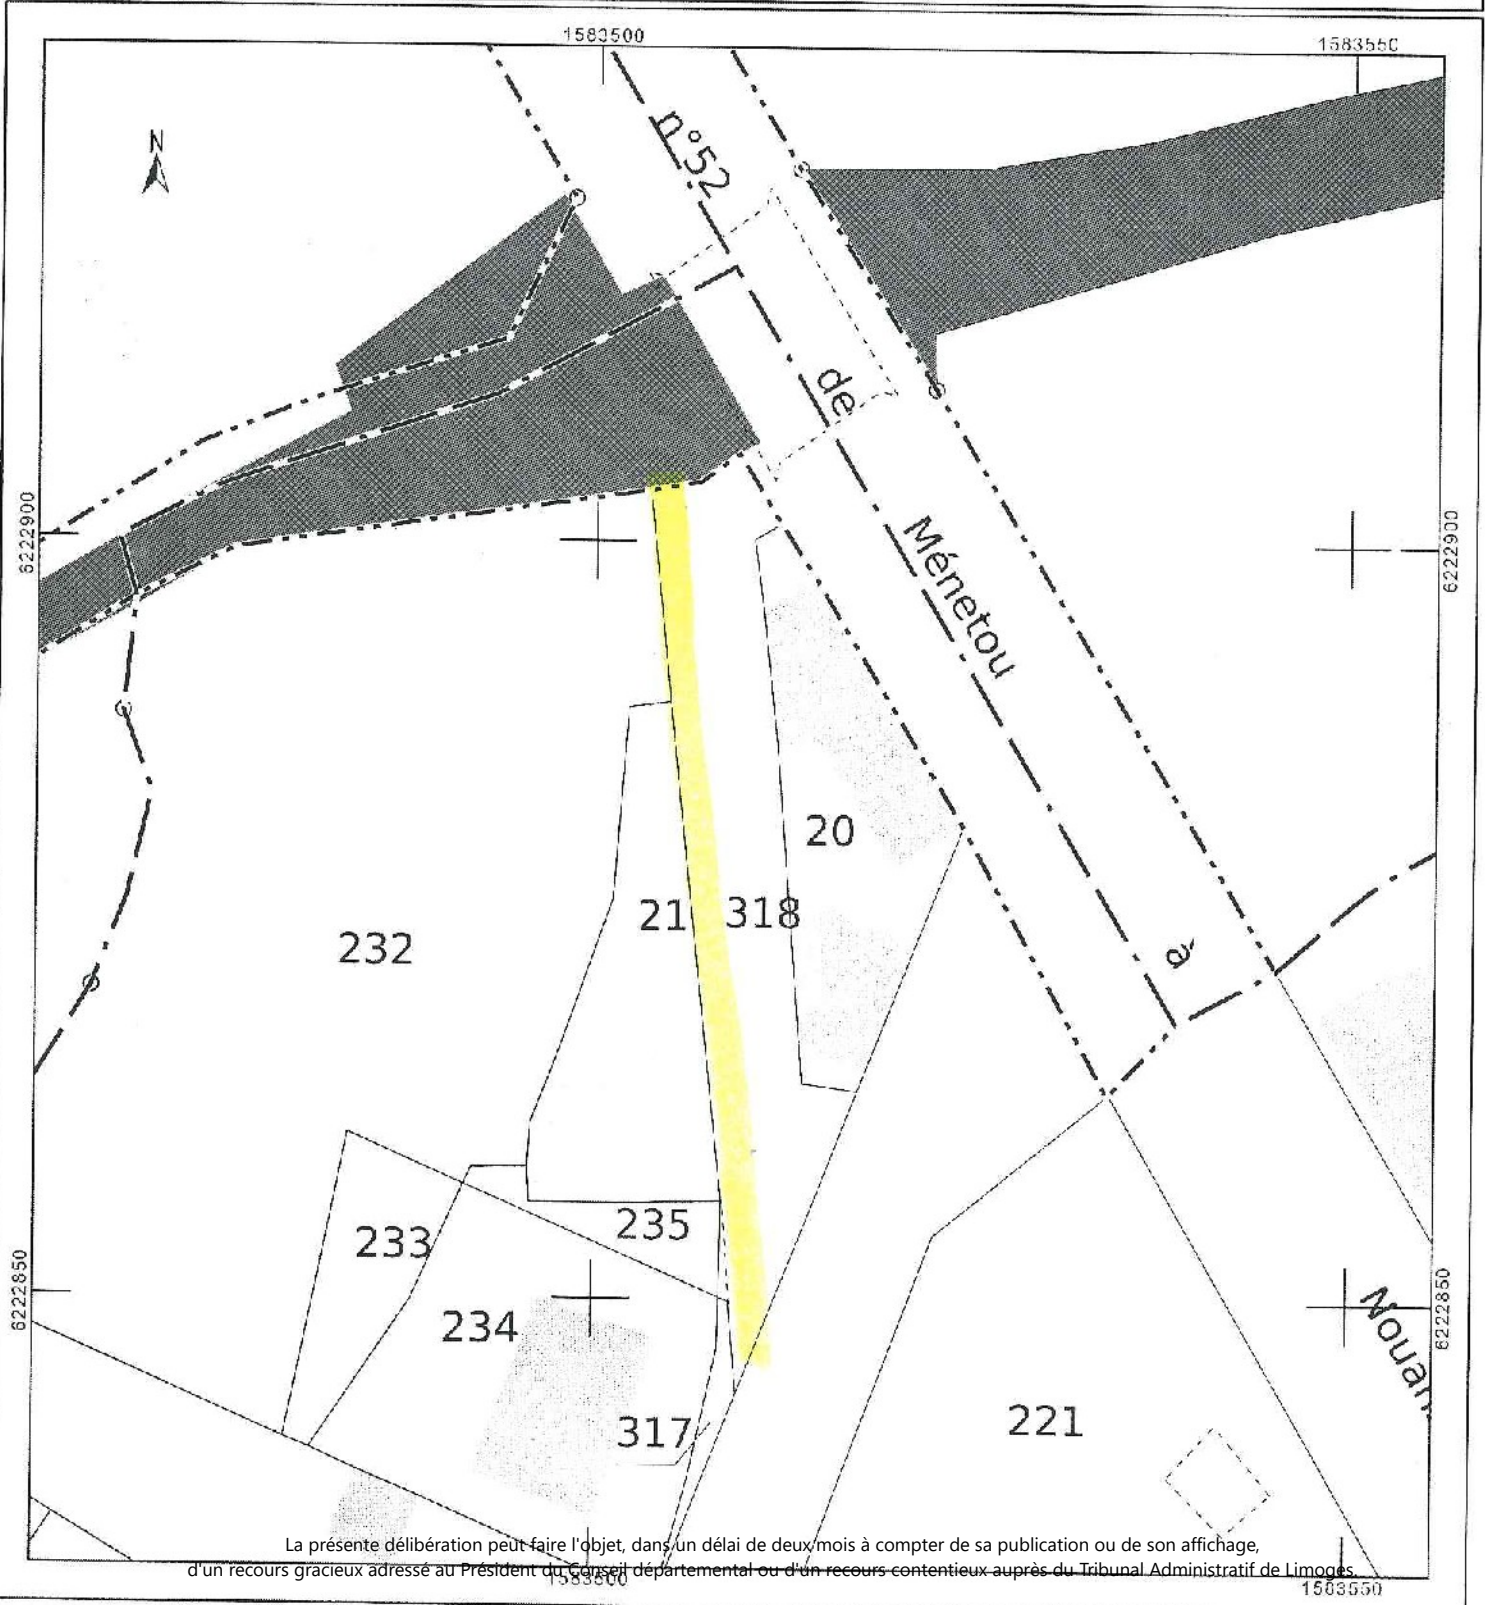 1583500
1583550
N
n°52
de
6222900
6222900
Ménetou
20
21
318
232
à
235
233
6222850
6222850
234
Nouan
317
221
La présente délibération peut faire l'objet, dans un délai de deux mois à compter de sa publication ou de son affichage,
d'un recours gracieux adressé au Président du Conseil départemental ou d'un recours contentieux auprès du Tribunal Administratif de Limoges.
1583500
1583550